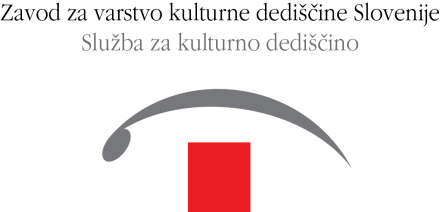 Zavod za varstvo kulturne dediščine Slovenije
Služba za kulturno dediščino